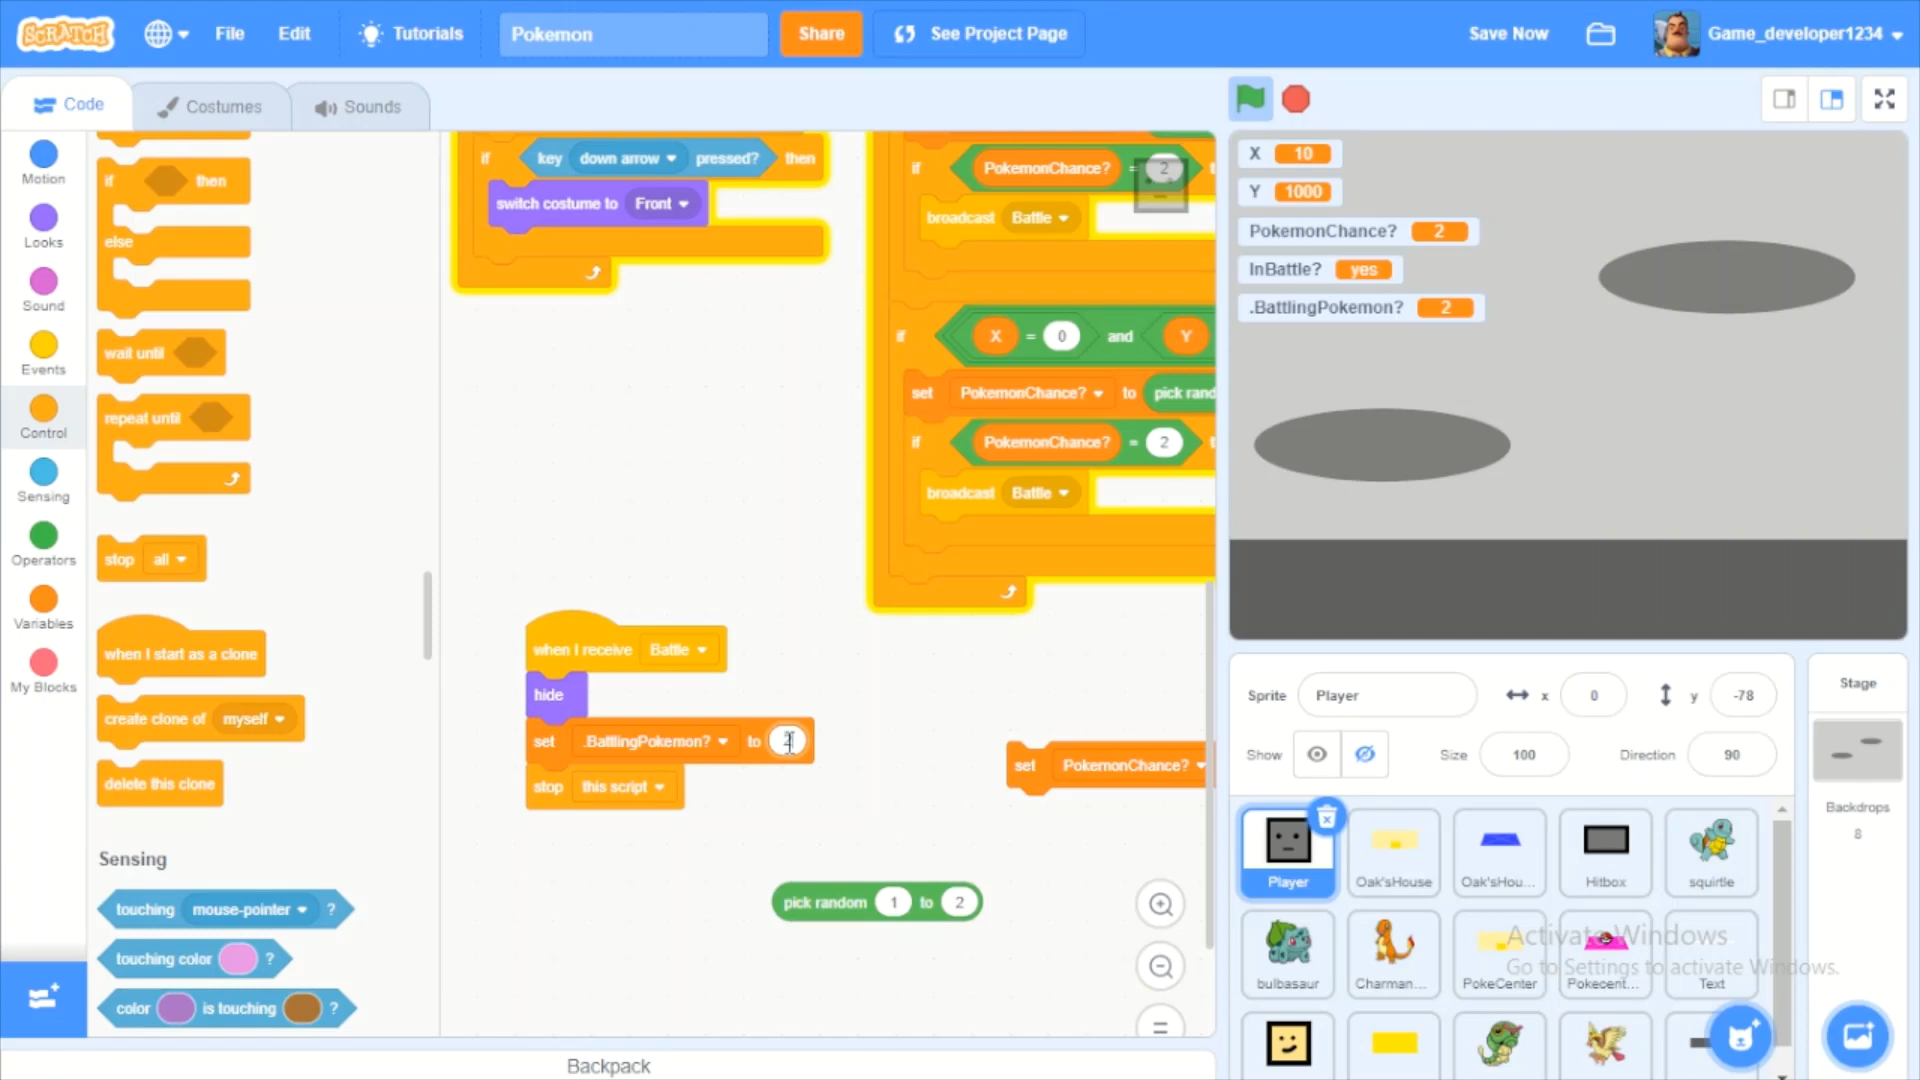 SCRATCH
File
Edit
Tutorials
Pokemon
Share
See Project Page
Save Now
Game_developer1234
Code
Costumes
Sounds
Motion
Looks
Sound
Events
Control
Sensing
Operators
Variables
My Blocks
if then
else
wait until
repeat until
stop all
when I start as a clone
create clone of myself
delete this clone
Sensing
touching mouse-pointer ?
touching color ?
color is touching ?
if key down arrow pressed? then
switch costume to Front
when I receive Battle
hide
set .BattlingPokemon? to
stop this script
pick random 1 to 2
if PokemonChance? = 2
broadcast Battle
if X = 0 and Y
set PokemonChance? to pick
if PokemonChance? = 2
broadcast Battle
set PokemonChance?
X 10
Y 1000
PokemonChance? 2
InBattle? yes
.BattlingPokemon? 2
Sprite Player x 0 y -78
Show Size 100 Direction 90
Player
Oak'sHouse
Oak'sHou...
Hitbox
squirtle
bulbasaur
Charman...
PokeCenter
Pokecent...
Text
Stage
Backdrops
8
Activate Windows
Go to Settings to activate Windows.
Backpack